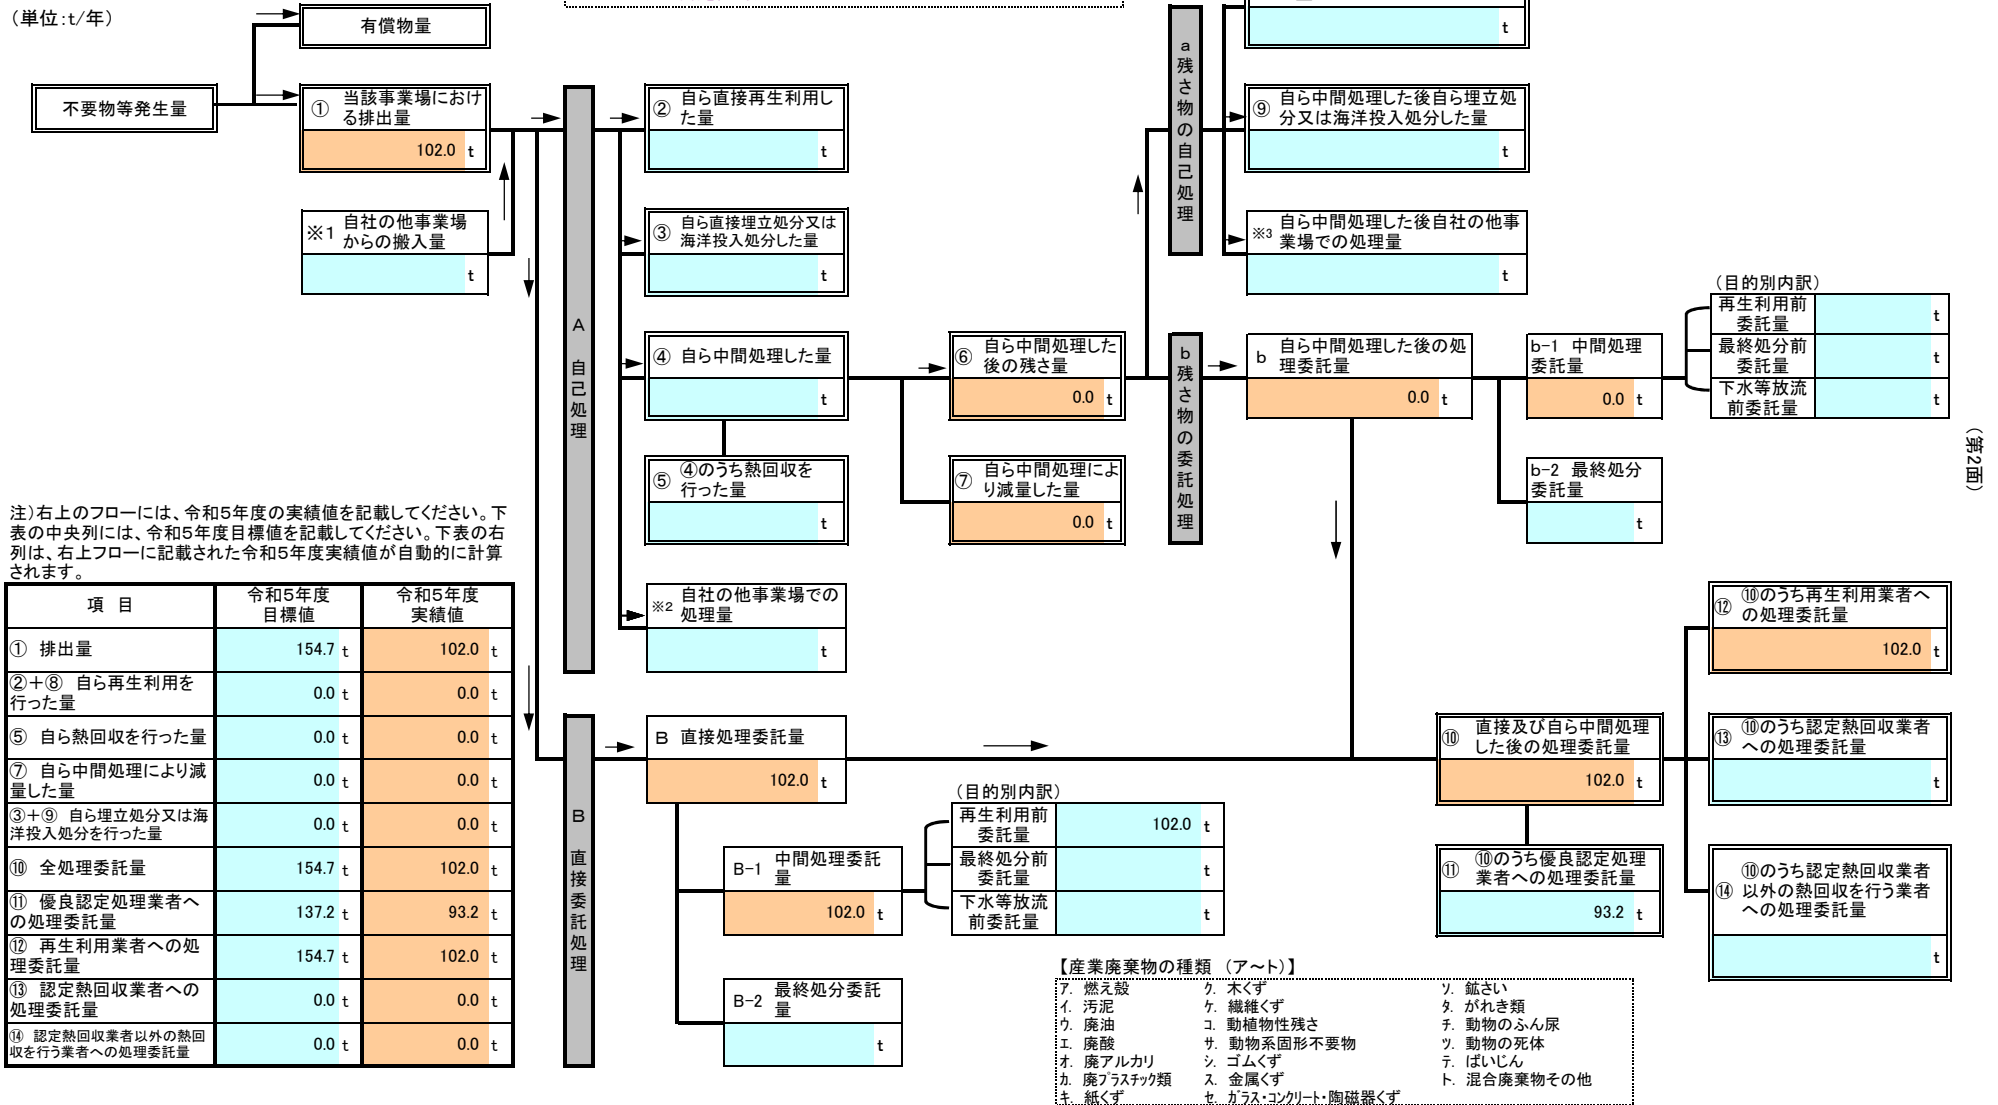 (単位:t/年)
有償物量
不要物等発生量
① 当該事業場におけ
る排出量
102.0 t
※1 自社の他事業場
からの搬入量
t
A 自己処理
② 自ら直接再生利用し
た量
t
③ 自ら直接埋立処分又は
海洋投入処分した量
t
④ 自ら中間処理した量
t
⑤ ④のうち熱回収を
行った量
t
※2 自社の他事業場での
処理量
t
⑥ 自ら中間処理した
後の残さ量
0.0 t
⑦ 自ら中間処理によ
り減量した量
0.0 t
a 残さ物の自己処理
t
⑨ 自ら中間処理した後自ら埋立処
分又は海洋投入処分した量
t
※3 自ら中間処理した後自社の他事
業場での処理量
t
b 残さ物の委託処理
b 自ら中間処理した後の処
理委託量
0.0 t
b-1 中間処理
委託量
0.0 t
b-2 最終処分
委託量
t
(目的別内訳)
再生利用前
委託量
t
最終処分前
委託量
t
下水等放流
前委託量
t
(第2面)
注)右上のフローには、令和5年度の実績値を記載してください。下
表の中央列には、令和5年度目標値を記載してください。下表の右
列は、右上フローに記載された令和5年度実績値が自動的に計算
されます。
項 目
令和5年度
目標値
令和5年度
実績値
① 排出量 154.7 t 102.0 t
②+⑧ 自ら再生利用を
行った量 0.0 t 0.0 t
⑤ 自ら熱回収を行った量 0.0 t 0.0 t
⑦ 自ら中間処理により減
量した量 0.0 t 0.0 t
③+⑨ 自ら埋立処分又は海
洋投入処分を行った量 0.0 t 0.0 t
⑩ 全処理委託量 154.7 t 102.0 t
⑪ 優良認定処理業者へ
の処理委託量 137.2 t 93.2 t
⑫ 再生利用業者への処
理委託量 154.7 t 102.0 t
⑬ 認定熱回収業者への
処理委託量 0.0 t 0.0 t
⑭ 認定熱回収業者以外の熱回
収を行う業者への処理委託量 0.0 t 0.0 t
B 直接委託処理
B 直接処理委託量
102.0 t
B-1 中間処理委託
量
102.0 t
B-2 最終処分委託
量
t
(目的別内訳)
再生利用前
委託量
102.0 t
最終処分前
委託量
t
下水等放流
前委託量
t
⑩ 直接及び自ら中間処理
した後の処理委託量
102.0 t
⑪ ⑩のうち優良認定処理
業者への処理委託量
93.2 t
⑫ ⑩のうち再生利用業者へ
の処理委託量
102.0 t
⑬ ⑩のうち認定熱回収業者
への処理委託量
t
⑭ ⑩のうち認定熱回収業者
以外の熱回収を行う業者
への処理委託量
t
【産業廃棄物の種類 (ア~ト)】
ア. 燃え殻 ク. 木くず ソ. 鉱さい
イ. 汚泥 ケ. 繊維くず タ. がれき類
ウ. 廃油 コ. 動植物性残さ チ. 動物のふん尿
エ. 廃酸 サ. 動物系固形不要物 ツ. 動物の死体
オ. 廃アルカリ シ. ゴムくず テ. ばいじん
カ. 廃プラスチック類 ス. 金属くず ト. 混合廃棄物その他
キ. 紙くず セ. ガラス・コンクリート・陶磁器くず